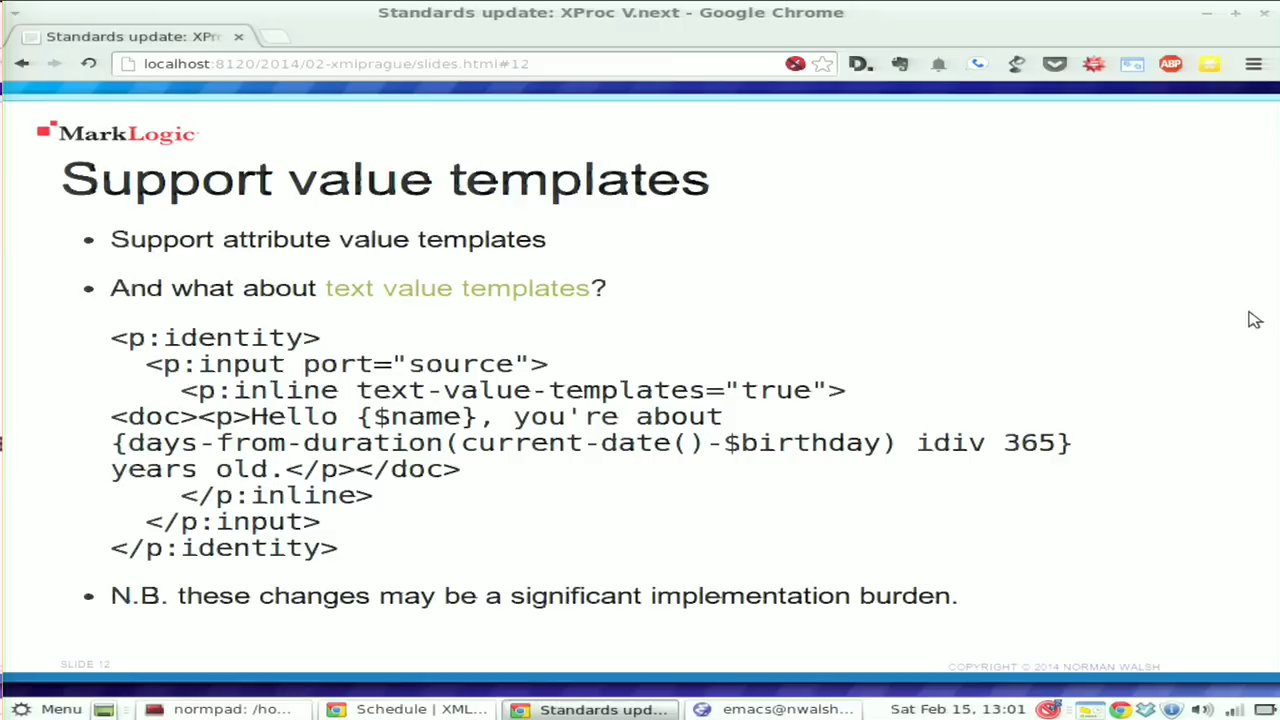 Standards update: XProc V.next - Google Chrome
Standards update: XPr
localhost:8120/2014/02-xmlprague/slides.html#12
D.
ABP
MarkLogic
Support value templates
• Support attribute value templates
• And what about text value templates?
<p:identity>
  <p:input port="source">
    <p:inline text-value-templates="true">
<doc><p>Hello {$name}, you're about
{days-from-duration(current-date()-$birthday) idiv 365}
years old.</p></doc>
    </p:inline>
  </p:input>
</p:identity>
• N.B. these changes may be a significant implementation burden.
SLIDE 12
COPYRIGHT © 2014 NORMAN WALSH
Menu
normpad: /ho...
Schedule | XML...
Standards upd...
emacs@nwalsh...
Sat Feb 15, 13:01